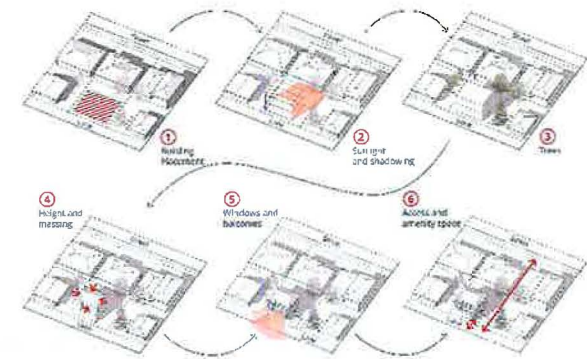 1
Building
Placement
2
Sunlight
and shadowing
3
Trees
4
Height and
massing
5
Windows and
balconies
6
Access and
amenity space